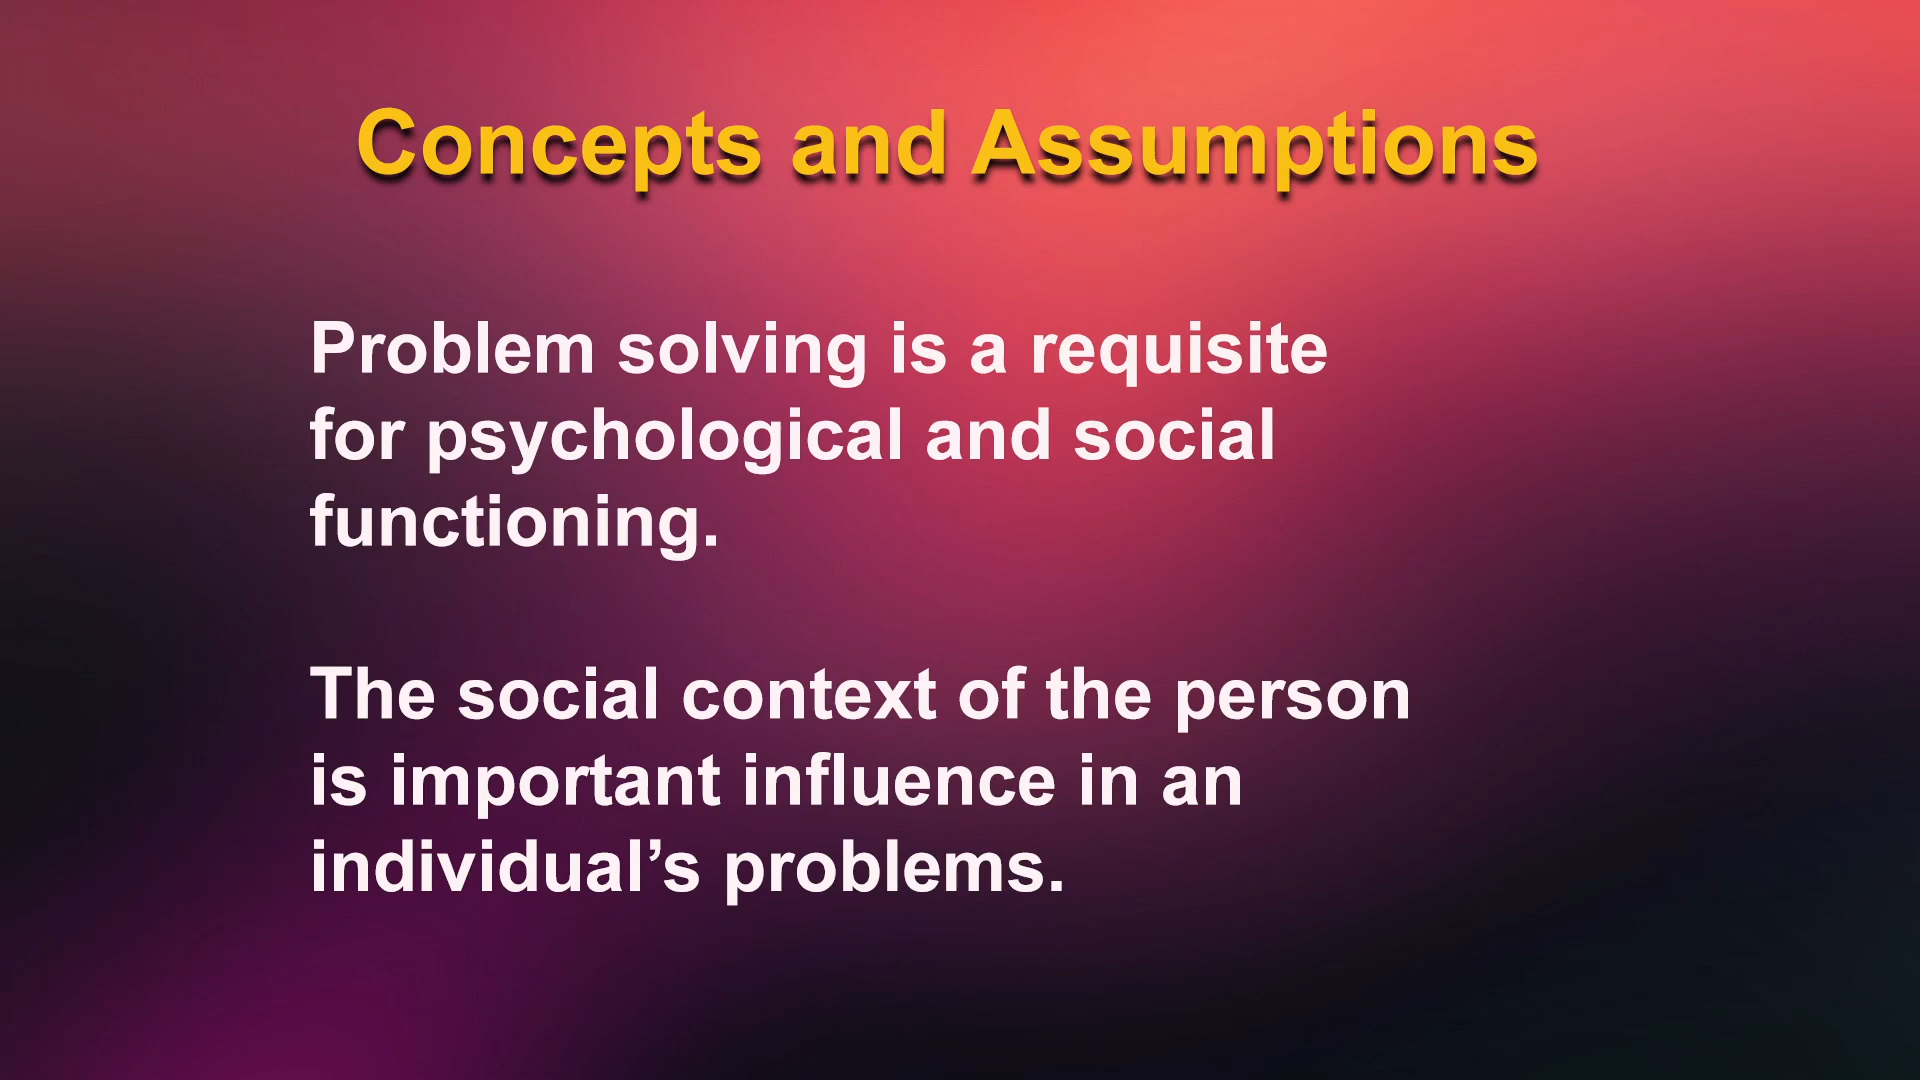 Concepts and Assumptions
Problem solving is a requisite
for psychological and social
functioning.
The social context of the person
is important influence in an
individual’s problems.